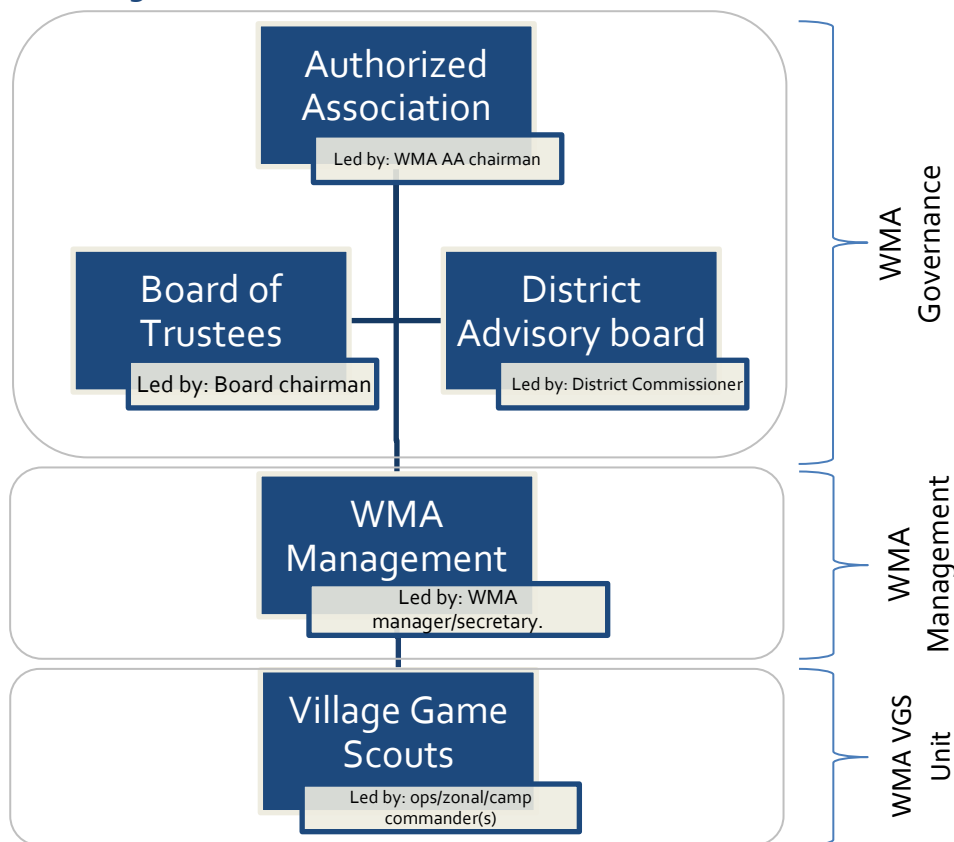 Authorized
Association
Led by: WMA AA chairman
Board of
Trustees
Led by: Board chairman
District
Advisory board
Led by: District Commissioner
WMA
Governance
WMA
Management
Led by: WMA
manager/secretary.
WMA
Management
Village Game
Scouts
Led by: ops/zonal/camp
commander(s)
WMA VGS
Unit